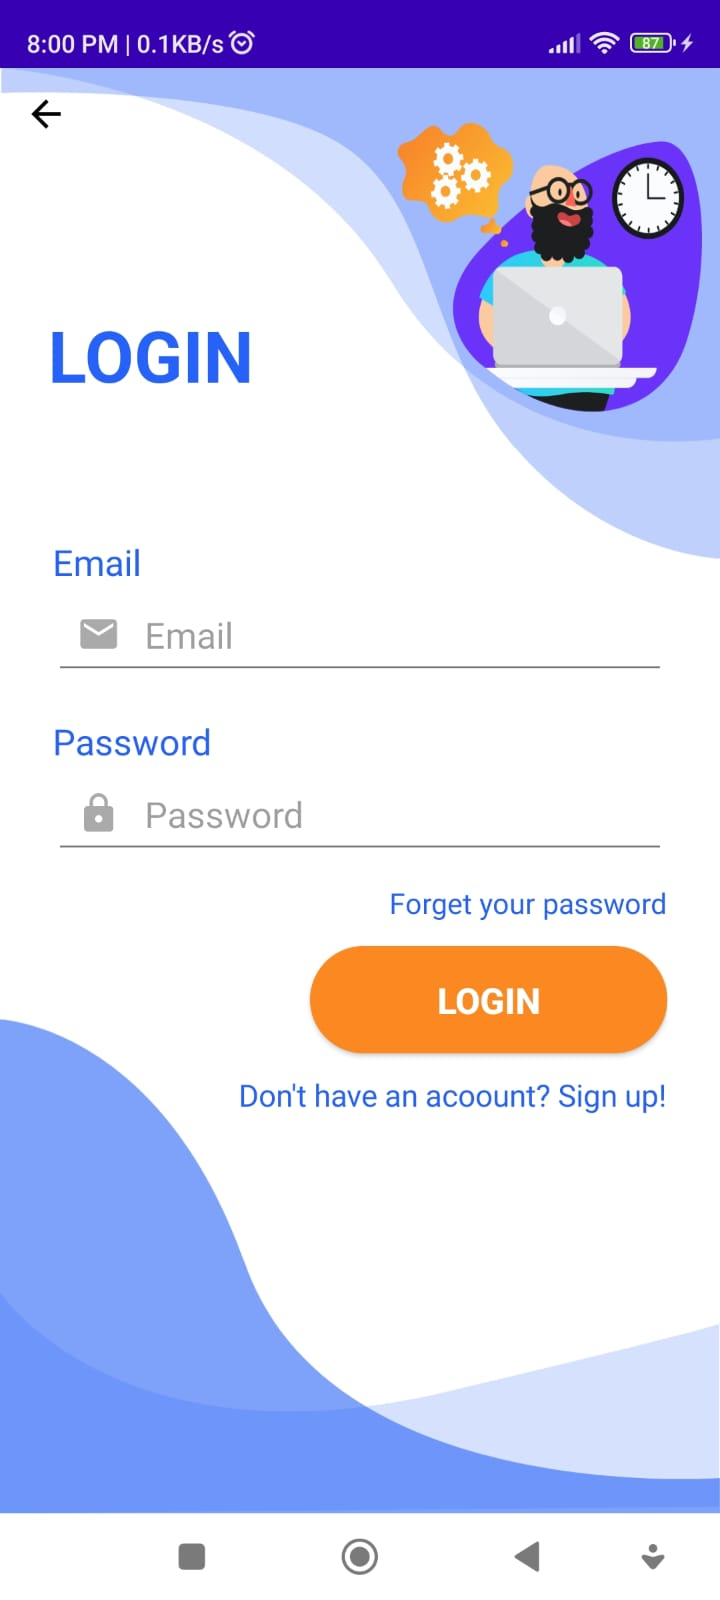 8:00 PM | 0.1KB/s
87
LOGIN
Email
Email
Password
Password
Forget your password
LOGIN
Don't have an acoount? Sign up!